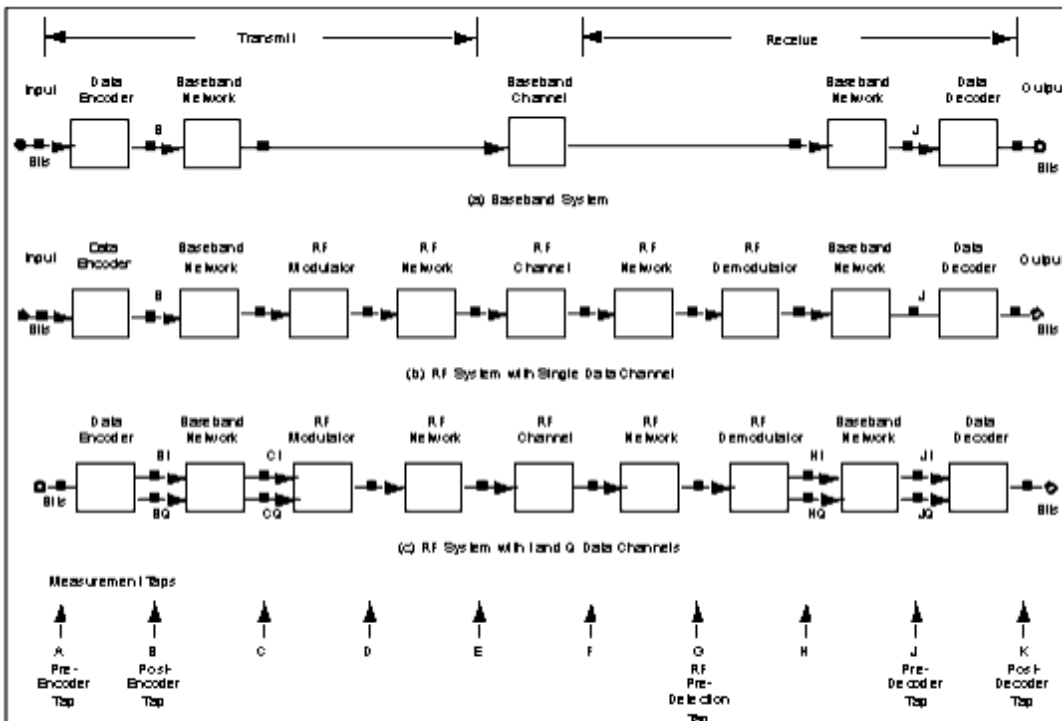 Transmit Receive
Input Data Encoder Baseband Network Baseband Channel Baseband Network Data Decoder Output
B J
Bits Bits
(a) Baseband System
Input Data Encoder Baseband Network RF Modulator RF Network RF Channel RF Network RF Demodulator Baseband Network Data Decoder Output
B J
Bits Bits
(b) RF System with Single Data Channel
Data Encoder Baseband Network RF Modulator RF Network RF Channel RF Network RF Demodulator Baseband Network Data Decoder
BI CI HI JI
Bits BQ CQ HQ JQ Bits
(c) RF System with I and Q Data Channels
Measurement Taps
A B C D E F G H J K
Pre-Encoder Tap Post-Encoder Tap RF Pre-Detection Tap Pre-Decoder Tap Post-Decoder Tap